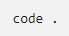 code .